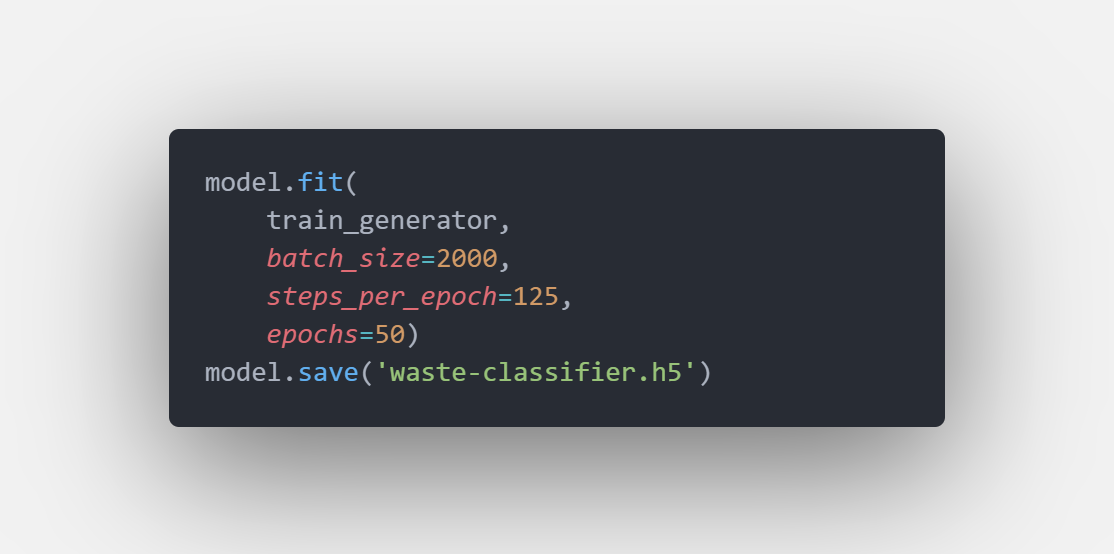 model.fit(
    train_generator,
    batch_size=2000,
    steps_per_epoch=125,
    epochs=50)
model.save('waste-classifier.h5')